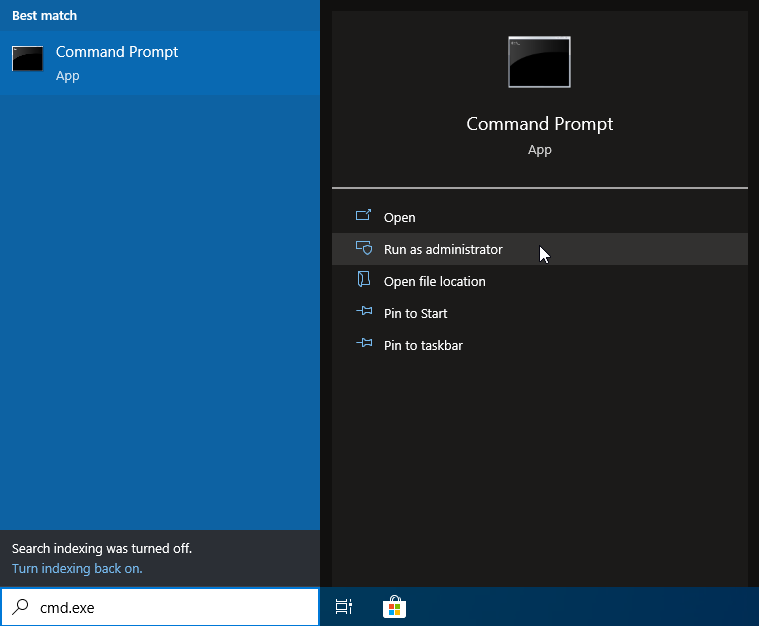 Best match
Command Prompt
App
Command Prompt
App
Open
Run as administrator
Open file location
Pin to Start
Pin to taskbar
Search indexing was turned off.
Turn indexing back on.
cmd.exe